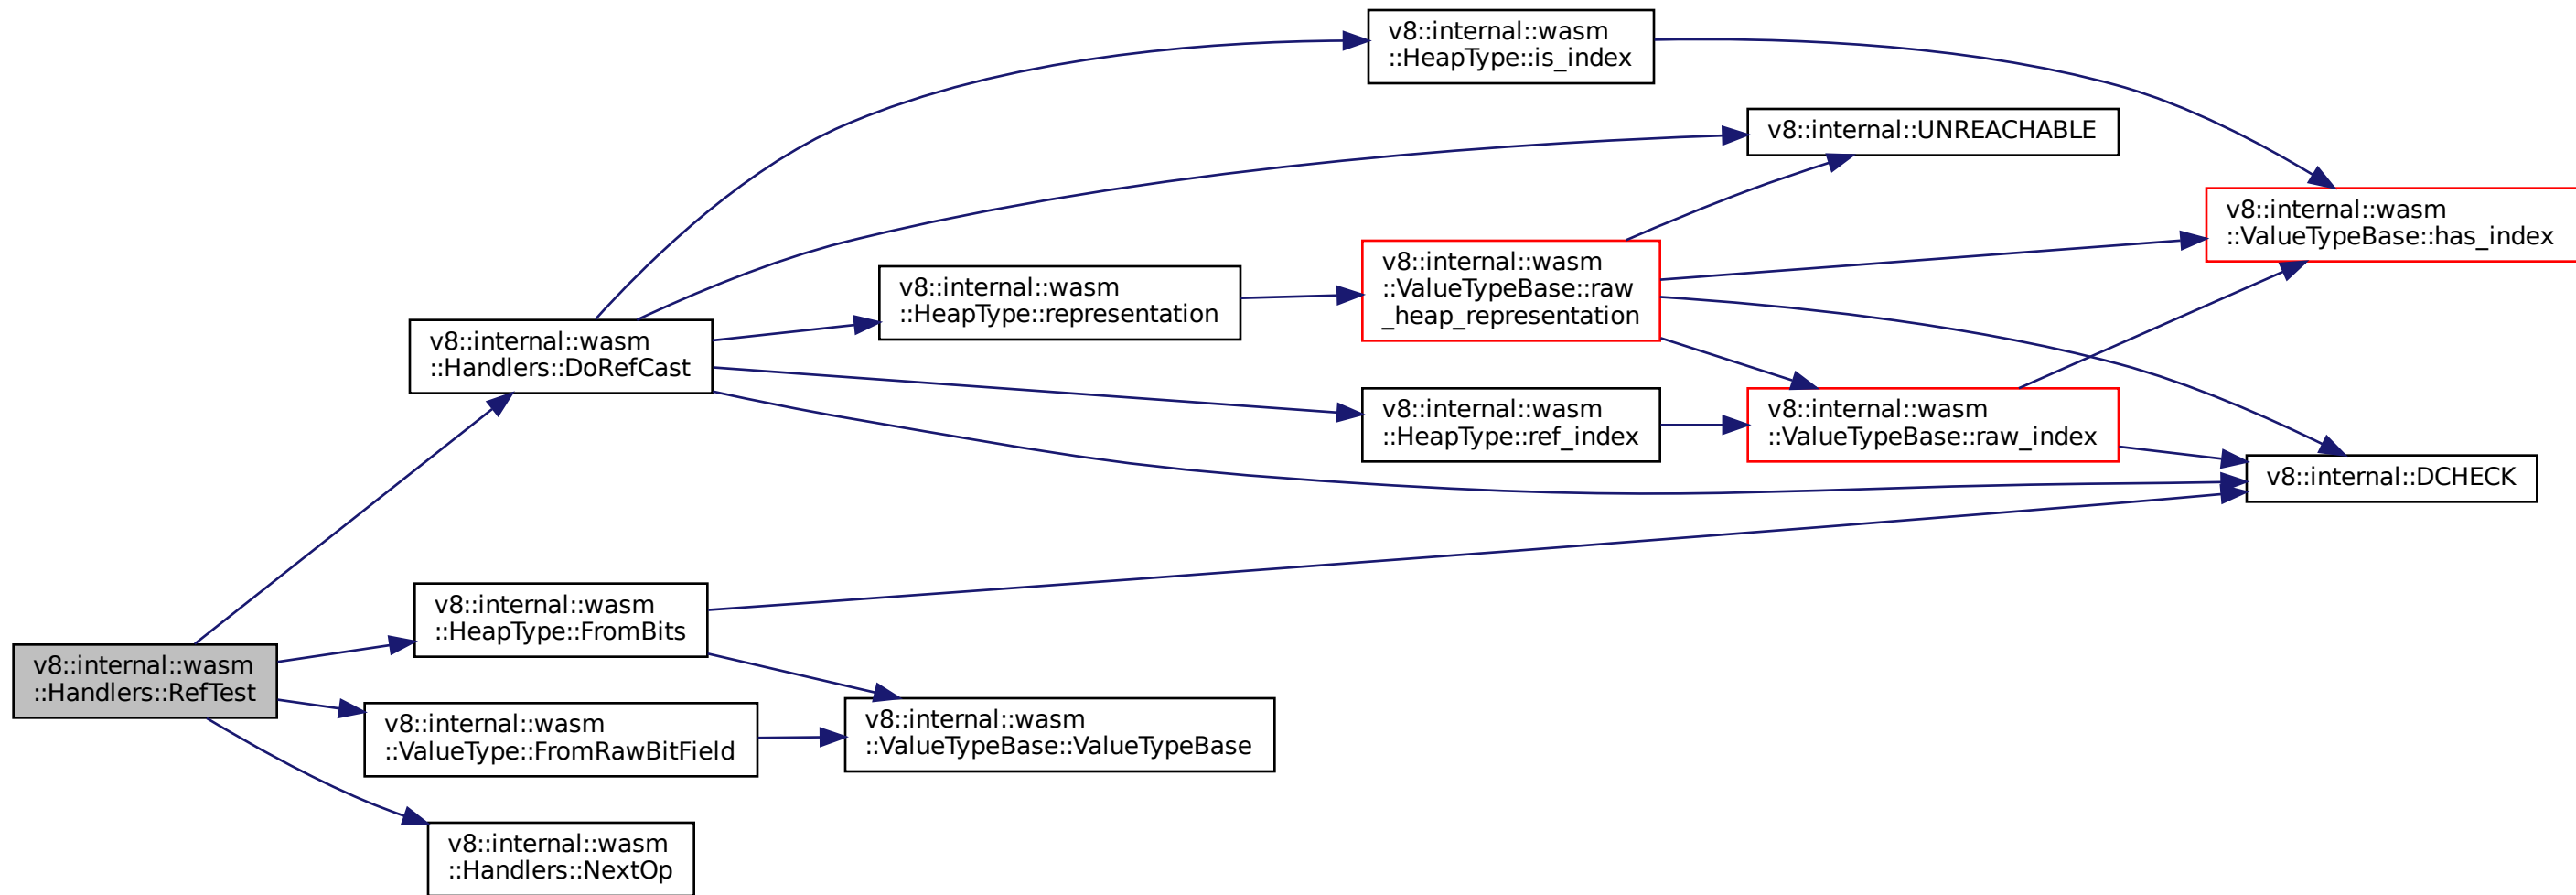 v8::internal::wasm
::HeapType::is_index
v8::internal::UNREACHABLE
v8::internal::wasm
::ValueTypeBase::has_index
v8::internal::wasm
::ValueTypeBase::raw
_heap_representation
v8::internal::wasm
::HeapType::representation
v8::internal::wasm
::Handlers::DoRefCast
v8::internal::wasm
::HeapType::ref_index
v8::internal::wasm
::ValueTypeBase::raw_index
v8::internal::DCHECK
v8::internal::wasm
::HeapType::FromBits
v8::internal::wasm
::Handlers::RefTest
v8::internal::wasm
::ValueType::FromRawBitField
v8::internal::wasm
::ValueTypeBase::ValueTypeBase
v8::internal::wasm
::Handlers::NextOp